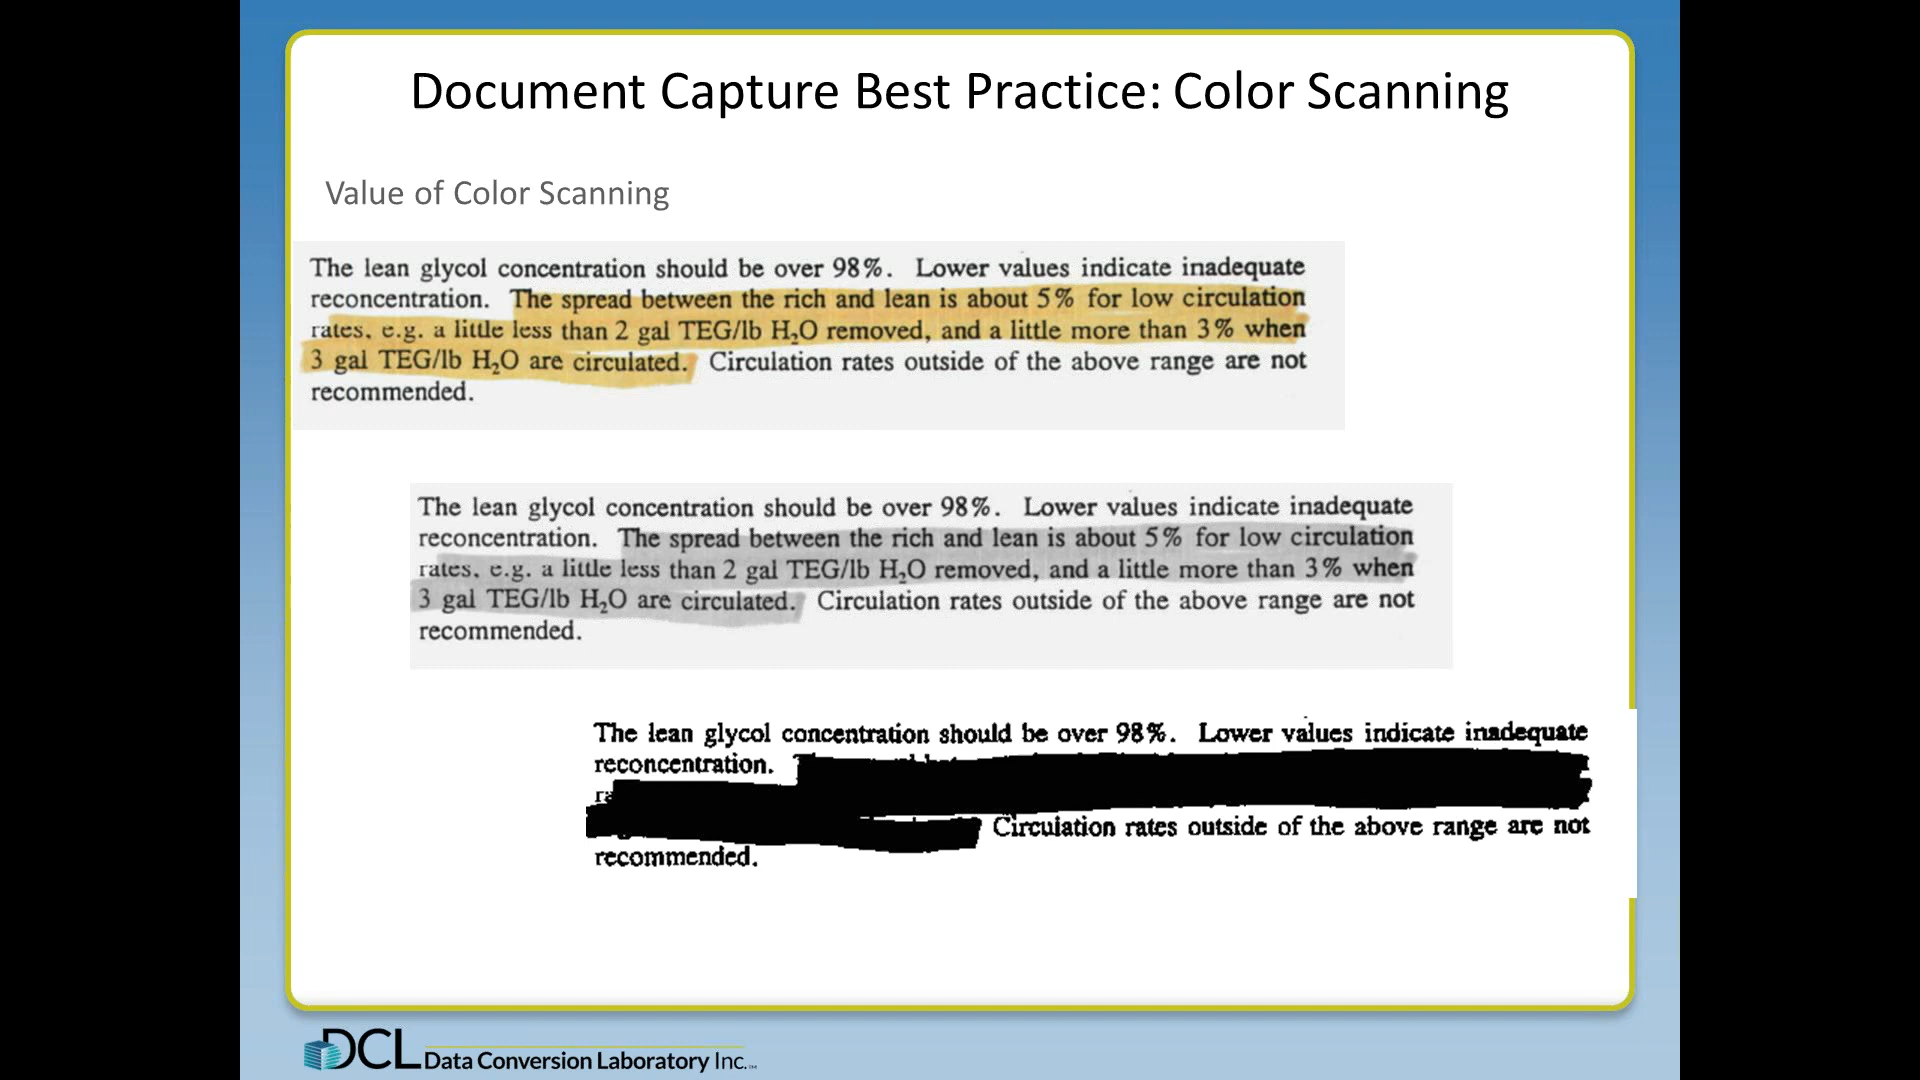 Document Capture Best Practice: Color Scanning
Value of Color Scanning
The lean glycol concentration should be over 98%. Lower values indicate inadequate
reconcentration. The spread between the rich and lean is about 5% for low circulation
rates, e.g. a little less than 2 gal TEG/lb H₂O removed, and a little more than 3% when
3 gal TEG/lb H₂O are circulated. Circulation rates outside of the above range are not
recommended.
The lean glycol concentration should be over 98%. Lower values indicate inadequate
reconcentration. The spread between the rich and lean is about 5% for low circulation
rates, e.g. a little less than 2 gal TEG/lb H₂O removed, and a little more than 3% when
3 gal TEG/lb H₂O are circulated. Circulation rates outside of the above range are not
recommended.
The lean glycol concentration should be over 98%. Lower values indicate inadequate
reconcentration.
Circulation rates outside of the above range are not
recommended.
DCL Data Conversion Laboratory Inc.™